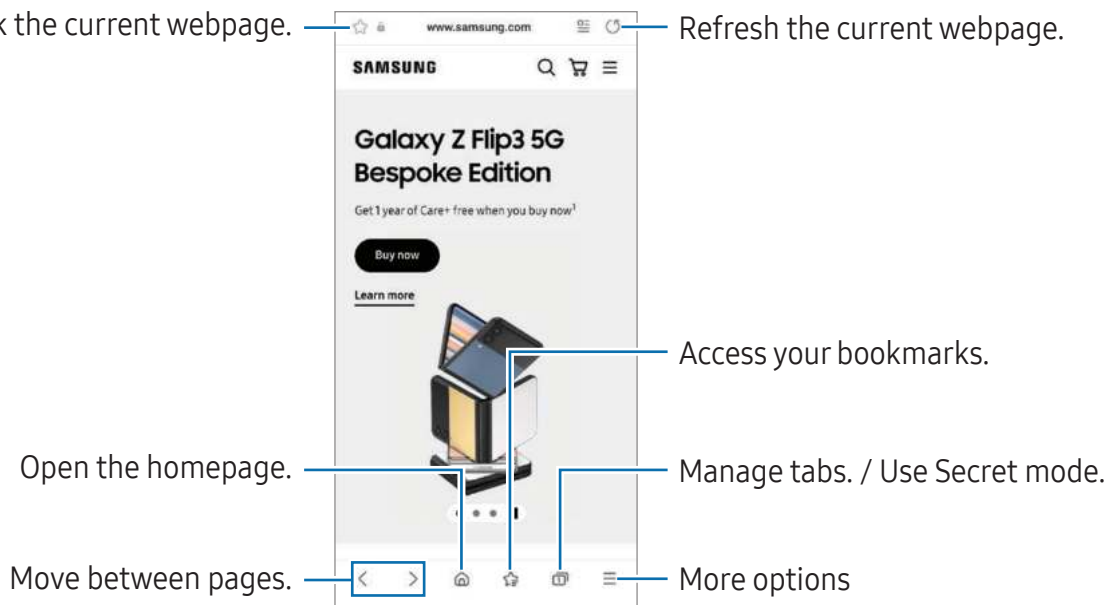 the current webpage.
www.samsung.com
Refresh the current webpage.
SAMSUNG
Galaxy Z Flip3 5G
Bespoke Edition
Get 1 year of Care+ free when you buy now¹
Buy now
Learn more
Access your bookmarks.
Open the homepage.
Manage tabs. / Use Secret mode.
Move between pages.
1
More options